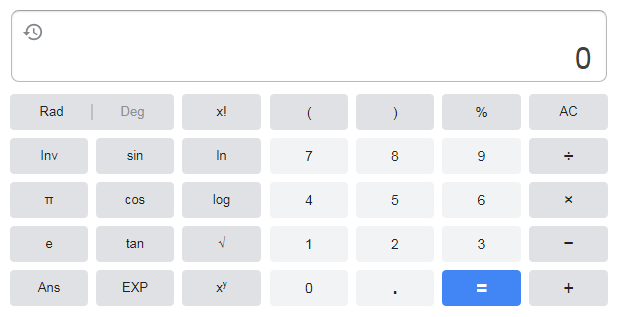 0
Rad | Deg x! ( ) % AC
Inv sin ln 7 8 9 ÷
π cos log 4 5 6 ×
e tan √ 1 2 3 −
Ans EXP xʸ 0 . = +